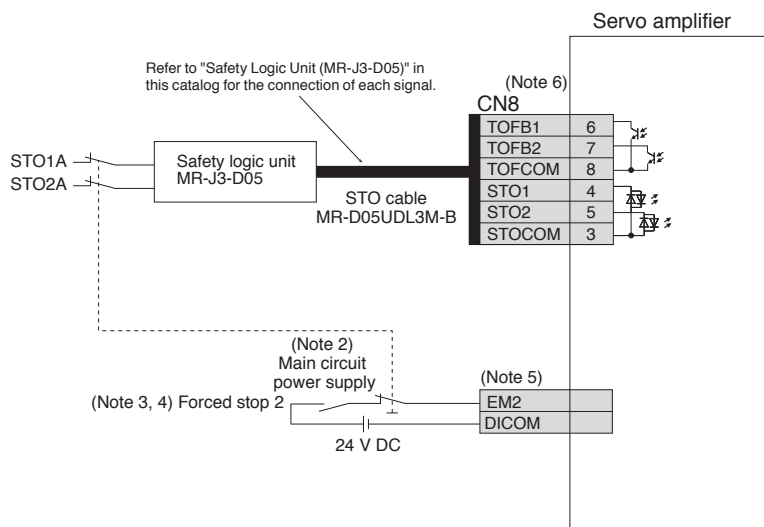 Servo amplifier
Refer to "Safety Logic Unit (MR-J3-D05)" in
this catalog for the connection of each signal.
(Note 6)
CN8
TOFB1 6
TOFB2 7
TOFCOM 8
STO1 4
STO2 5
STOCOM 3
STO1A
STO2A
Safety logic unit
MR-J3-D05
STO cable
MR-D05UDL3M-B
(Note 2)
Main circuit
power supply
(Note 3, 4) Forced stop 2
24 V DC
(Note 5)
EM2
DICOM